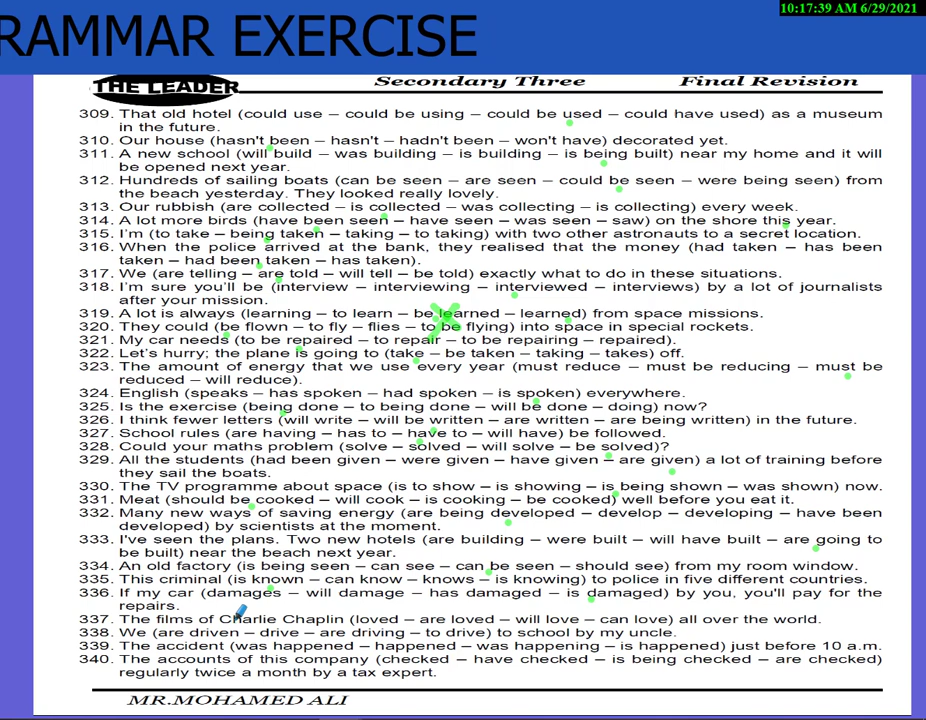 10:17:39 AM 6/29/2021
RAMMAR EXERCISE
THE LEADER Secondary Three Final Revision
309. That old hotel (could use – could be using – could be used – could have used) as a museum
in the future.
310. Our house (hasn't been – hasn't - hadn't been – won't have) decorated yet.
311. A new school (will build – was building – is building – is being built) near my home and it will
be opened next year.
312. Hundreds of sailing boats (can be seen – are seen – could be seen – were being seen) from
the beach yesterday. They looked really lovely.
313. Our rubbish (are collected – is collected – was collecting – is collecting) every week.
314. A lot more birds (have been seen – have seen – was seen – saw) on the shore this year.
315. I'm (to take – being taken – taking – to taking) with two other astronauts to a secret location.
316. When the police arrived at the bank, they realised that the money (had taken – has been
taken – had been taken – has taken).
317. We (are telling – are told – will tell – be told) exactly what to do in these situations.
318. I'm sure you'll be (interview – interviewing – interviewed – interviews) by a lot of journalists
after your mission.
319. A lot is always (learning – to learn – be learned – learned) from space missions.
320. They could (be flown – to fly – flies – to be flying) into space in special rockets.
321. My car needs (to be repaired – to repair – to be repairing – repaired).
322. Let's hurry; the plane is going to (take – be taken – taking – takes) off.
323. The amount of energy that we use every year (must reduce – must be reducing – must be
reduced – will reduce).
324. English (speaks – has spoken – had spoken – is spoken) everywhere.
325. Is the exercise (being done – to being done – will be done – doing) now?
326. I think fewer letters (will write – will be written – are written – are being written) in the future.
327. School rules (are having – has to – have to – will have) be followed.
328. Could your maths problem (solve – solved – will solve – be solved)?
329. All the students (had been given – were given – have given – are given) a lot of training before
they sail the boats.
330. The TV programme about space (is to show – is showing – is being shown – was shown) now.
331. Meat (should be cooked – will cook – is cooking – be cooked) well before you eat it.
332. Many new ways of saving energy (are being developed – develop – developing – have been
developed) by scientists at the moment.
333. I've seen the plans. Two new hotels (are building – were built – will have built – are going to
be built) near the beach next year.
334. An old factory (is being seen – can see – can be seen – should see) from my room window.
335. This criminal (is known – can know – knows – is knowing) to police in five different countries.
336. If my car (damages – will damage – has damaged – is damaged) by you, you'll pay for the
repairs.
337. The films of Charlie Chaplin (loved – are loved – will love – can love) all over the world.
338. We (are driven – drive – are driving – to drive) to school by my uncle.
339. The accident (was happened – happened – was happening – is happened) just before 10 a.m.
340. The accounts of this company (checked – have checked – is being checked – are checked)
regularly twice a month by a tax expert.
MR.MOHAMED ALI